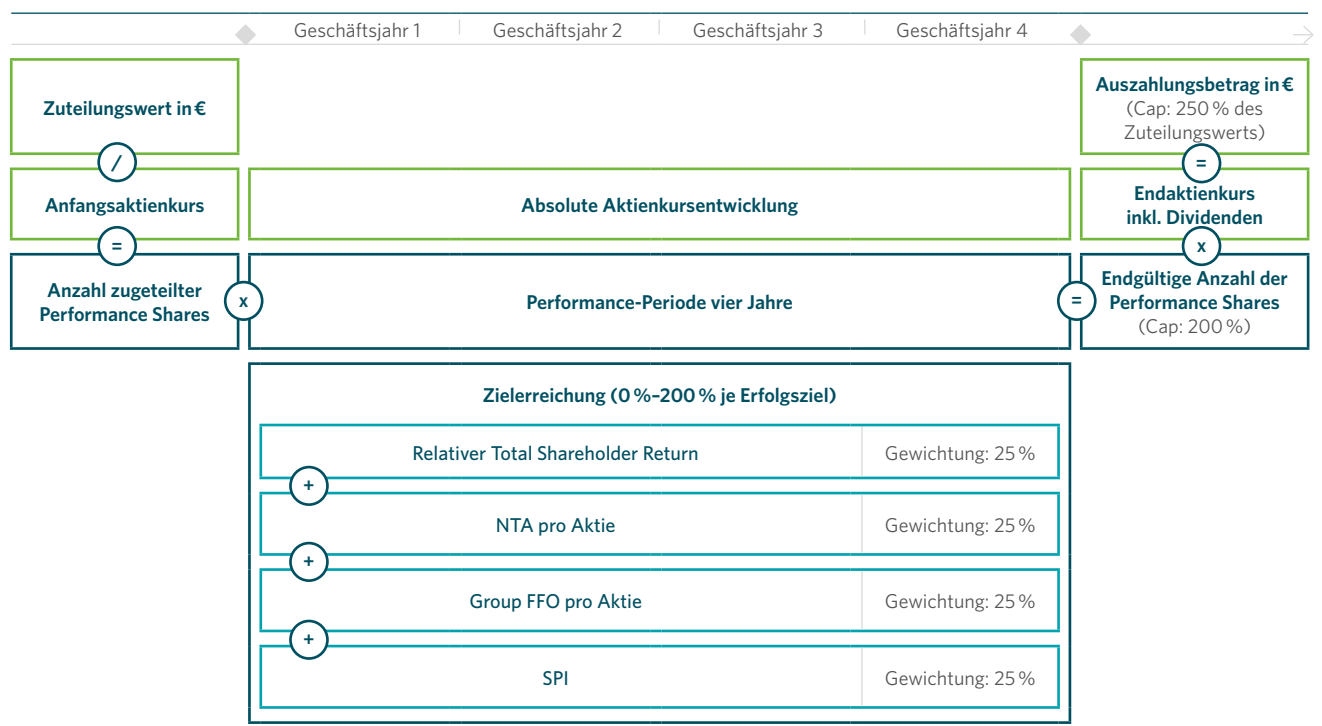 Geschäftsjahr 1
Geschäftsjahr 2
Geschäftsjahr 3
Geschäftsjahr 4
Zuteilungswert in €
/
Anfangsaktienkurs
=
Anzahl zugeteilter
Performance Shares
x
Absolute Aktienkursentwicklung
Performance-Periode vier Jahre
=
Auszahlungsbetrag in €
(Cap: 250 % des
Zuteilungswerts)
=
Endaktienkurs
inkl. Dividenden
x
Endgültige Anzahl der
Performance Shares
(Cap: 200 %)
Zielerreichung (0 %–200 % je Erfolgsziel)
Relativer Total Shareholder Return
Gewichtung: 25 %
+
NTA pro Aktie
Gewichtung: 25 %
+
Group FFO pro Aktie
Gewichtung: 25 %
+
SPI
Gewichtung: 25 %